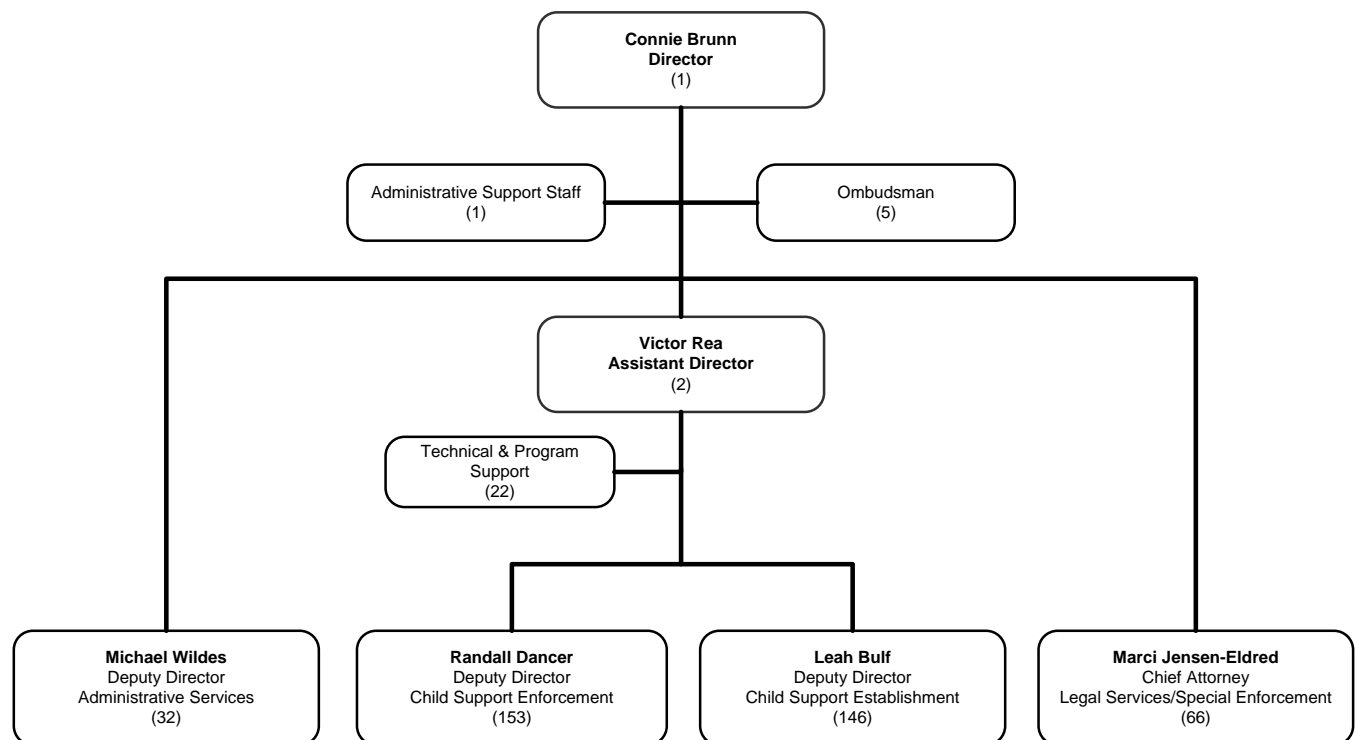 Connie Brunn
Director
(1)
Administrative Support Staff
(1)
Ombudsman
(5)
Victor Rea
Assistant Director
(2)
Technical & Program
Support
(22)
Michael Wildes
Deputy Director
Administrative Services
(32)
Randall Dancer
Deputy Director
Child Support Enforcement
(153)
Leah Bulf
Deputy Director
Child Support Establishment
(146)
Marci Jensen-Eldred
Chief Attorney
Legal Services/Special Enforcement
(66)